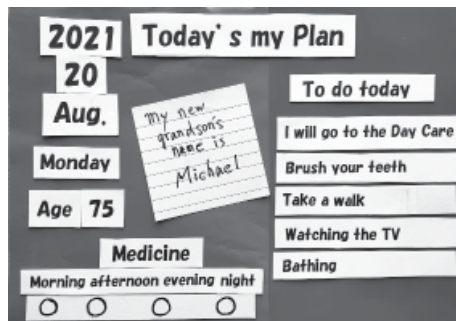 2021
Today's my Plan
20
Aug.
Monday
Age 75
my new
grandson's
name is
Michael
To do today
I will go to the Day Care
Brush your teeth
Take a walk
Watching the TV
Bathing
Medicine
Morning afternoon evening night